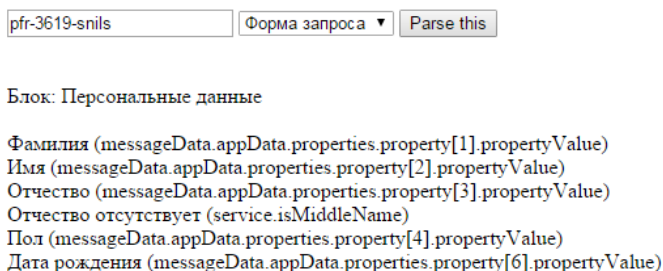 pfr-3619-snils Форма запроса ▼ Parse this
Блок: Персональные данные
Фамилия (messageData.appData.properties.property[1].propertyValue)
Имя (messageData.appData.properties.property[2].propertyValue)
Отчество (messageData.appData.properties.property[3].propertyValue)
Отчество отсутствует (service.isMiddleName)
Пол (messageData.appData.properties.property[4].propertyValue)
Дата рождения (messageData.appData.properties.property[6].propertyValue)